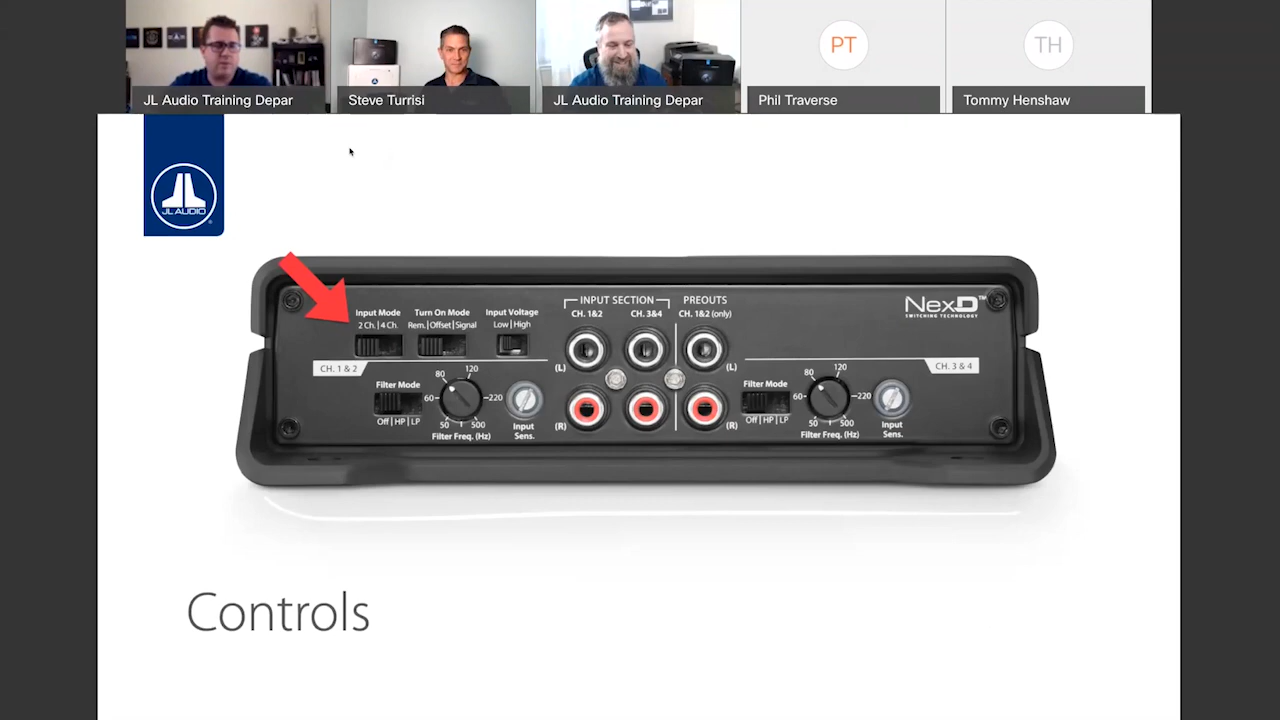 JL Audio Training Depar
Steve Turrisi
JL Audio Training Depar
PT
Phil Traverse
TH
Tommy Henshaw
JL AUDIO
Input Mode
2 Ch. | 4 Ch.
Turn On Mode
Rem. | Offset | Signal
Input Voltage
Low | High
INPUT SECTION
CH. 1&2
CH. 3&4
PREOUTS
CH. 1&2 (only)
NexD™
SWITCHING TECHNOLOGY
(L)
(L)
CH. 1 & 2
CH. 3 & 4
Filter Mode
Off | HP | LP
80
120
60
220
50
500
Filter Freq. (Hz)
Input
Sens.
(R)
(R)
Filter Mode
Off | HP | LP
80
120
60
220
50
500
Filter Freq. (Hz)
Input
Sens.
Controls